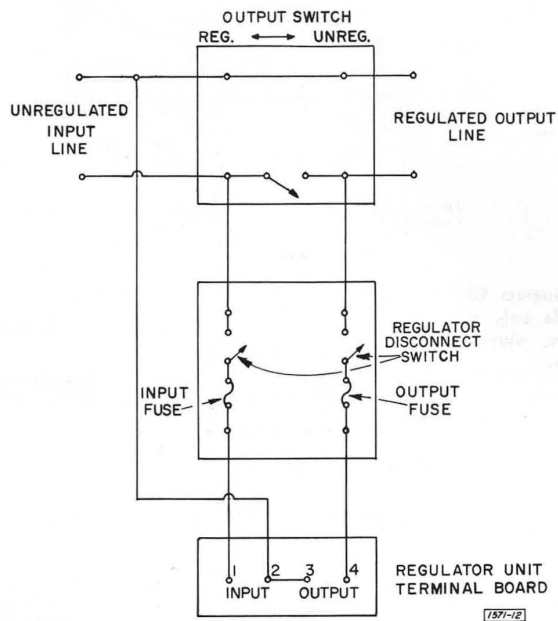 OUTPUT SWITCH
REG. UNREG.
UNREGULATED
INPUT
LINE
REGULATED OUTPUT
LINE
REGULATOR
DISCONNECT
SWITCH
INPUT
FUSE
OUTPUT
FUSE
1 2 3 4
INPUT OUTPUT
REGULATOR UNIT
TERMINAL BOARD
1571-12